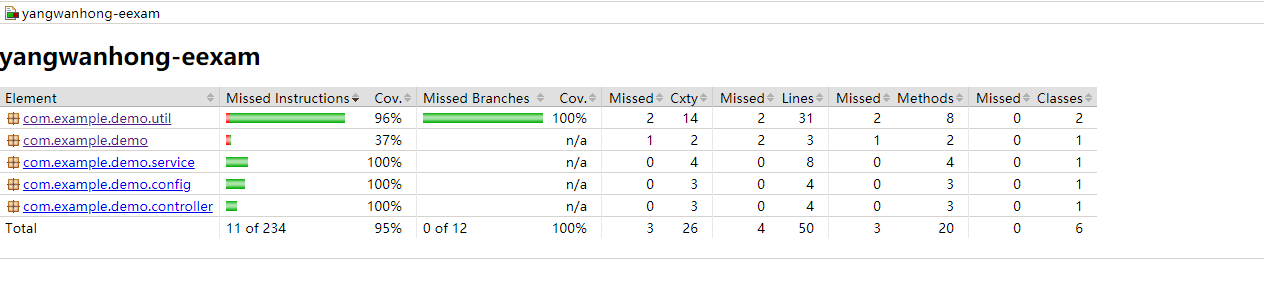 yangwanhong-eexam
yangwanhong-eexam
Element Missed Instructions Cov. Missed Branches Cov. Missed Cxty Missed Lines Missed Methods Missed Classes
com.example.demo.util 96% 100% 2 14 2 31 2 8 0 2
com.example.demo 37% n/a 1 2 2 3 1 2 0 1
com.example.demo.service 100% n/a 0 4 0 8 0 4 0 1
com.example.demo.config 100% n/a 0 3 0 4 0 3 0 1
com.example.demo.controller 100% n/a 0 3 0 4 0 3 0 1
Total 11 of 234 95% 0 of 12 100% 3 26 4 50 3 20 0 6